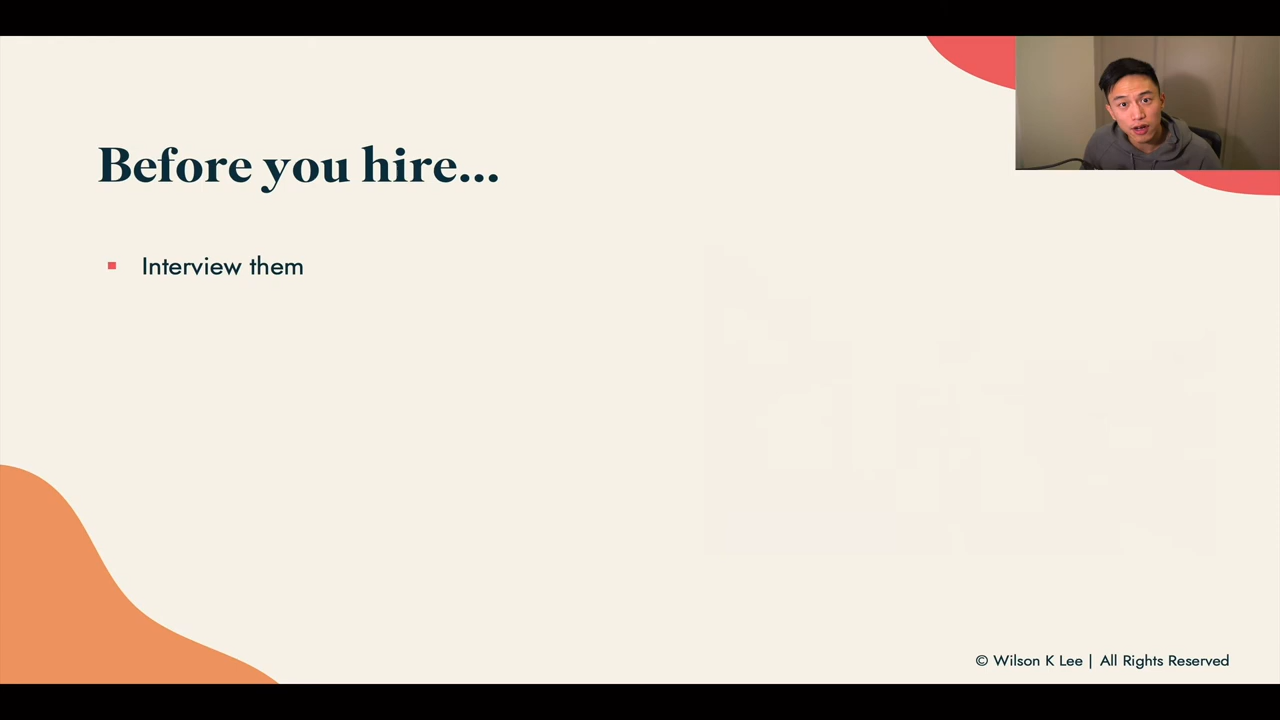 Before you hire...
Interview them
© Wilson K Lee | All Rights Reserved